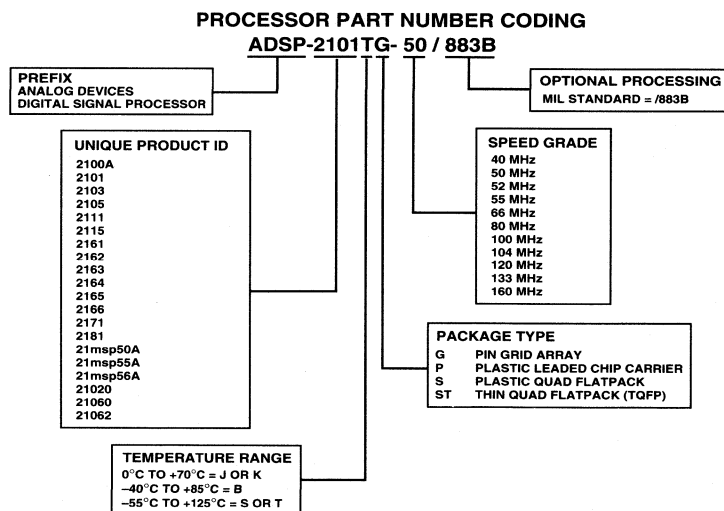 PROCESSOR PART NUMBER CODING
ADSP-2101TG- 50 / 883B
PREFIX
ANALOG DEVICES
DIGITAL SIGNAL PROCESSOR
OPTIONAL PROCESSING
MIL STANDARD = /883B
UNIQUE PRODUCT ID
2100A
2101
2103
2105
2111
2115
2161
2162
2163
2164
2165
2166
2171
2181
21msp50A
21msp55A
21msp56A
21020
21060
21062
SPEED GRADE
40 MHz
50 MHz
52 MHz
55 MHz
66 MHz
80 MHz
100 MHz
104 MHz
120 MHz
133 MHz
160 MHz
PACKAGE TYPE
G PIN GRID ARRAY
P PLASTIC LEADED CHIP CARRIER
S PLASTIC QUAD FLATPACK
ST THIN QUAD FLATPACK (TQFP)
TEMPERATURE RANGE
0°C TO +70°C = J OR K
–40°C TO +85°C = B
–55°C TO +125°C = S OR T